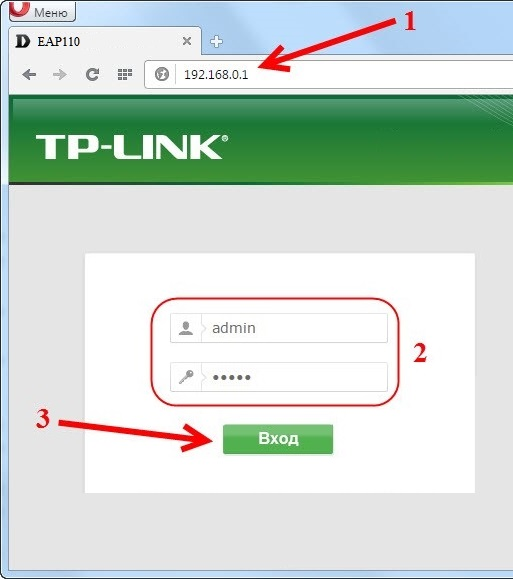 Меню
EAP110
1
192.168.0.1
TP-LINK®
admin
•••••
2
3
Вход